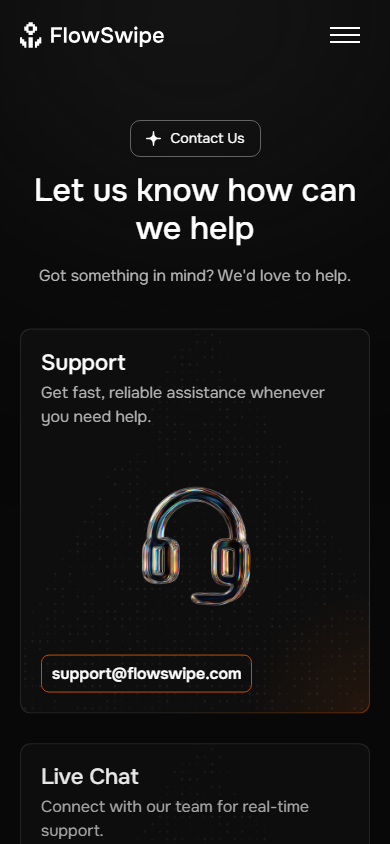 FlowSwipe
Contact Us
Let us know how can
we help
Got something in mind? We'd love to help.
Support
Get fast, reliable assistance whenever
you need help.
support@flowswipe.com
Live Chat
Connect with our team for real-time
support.